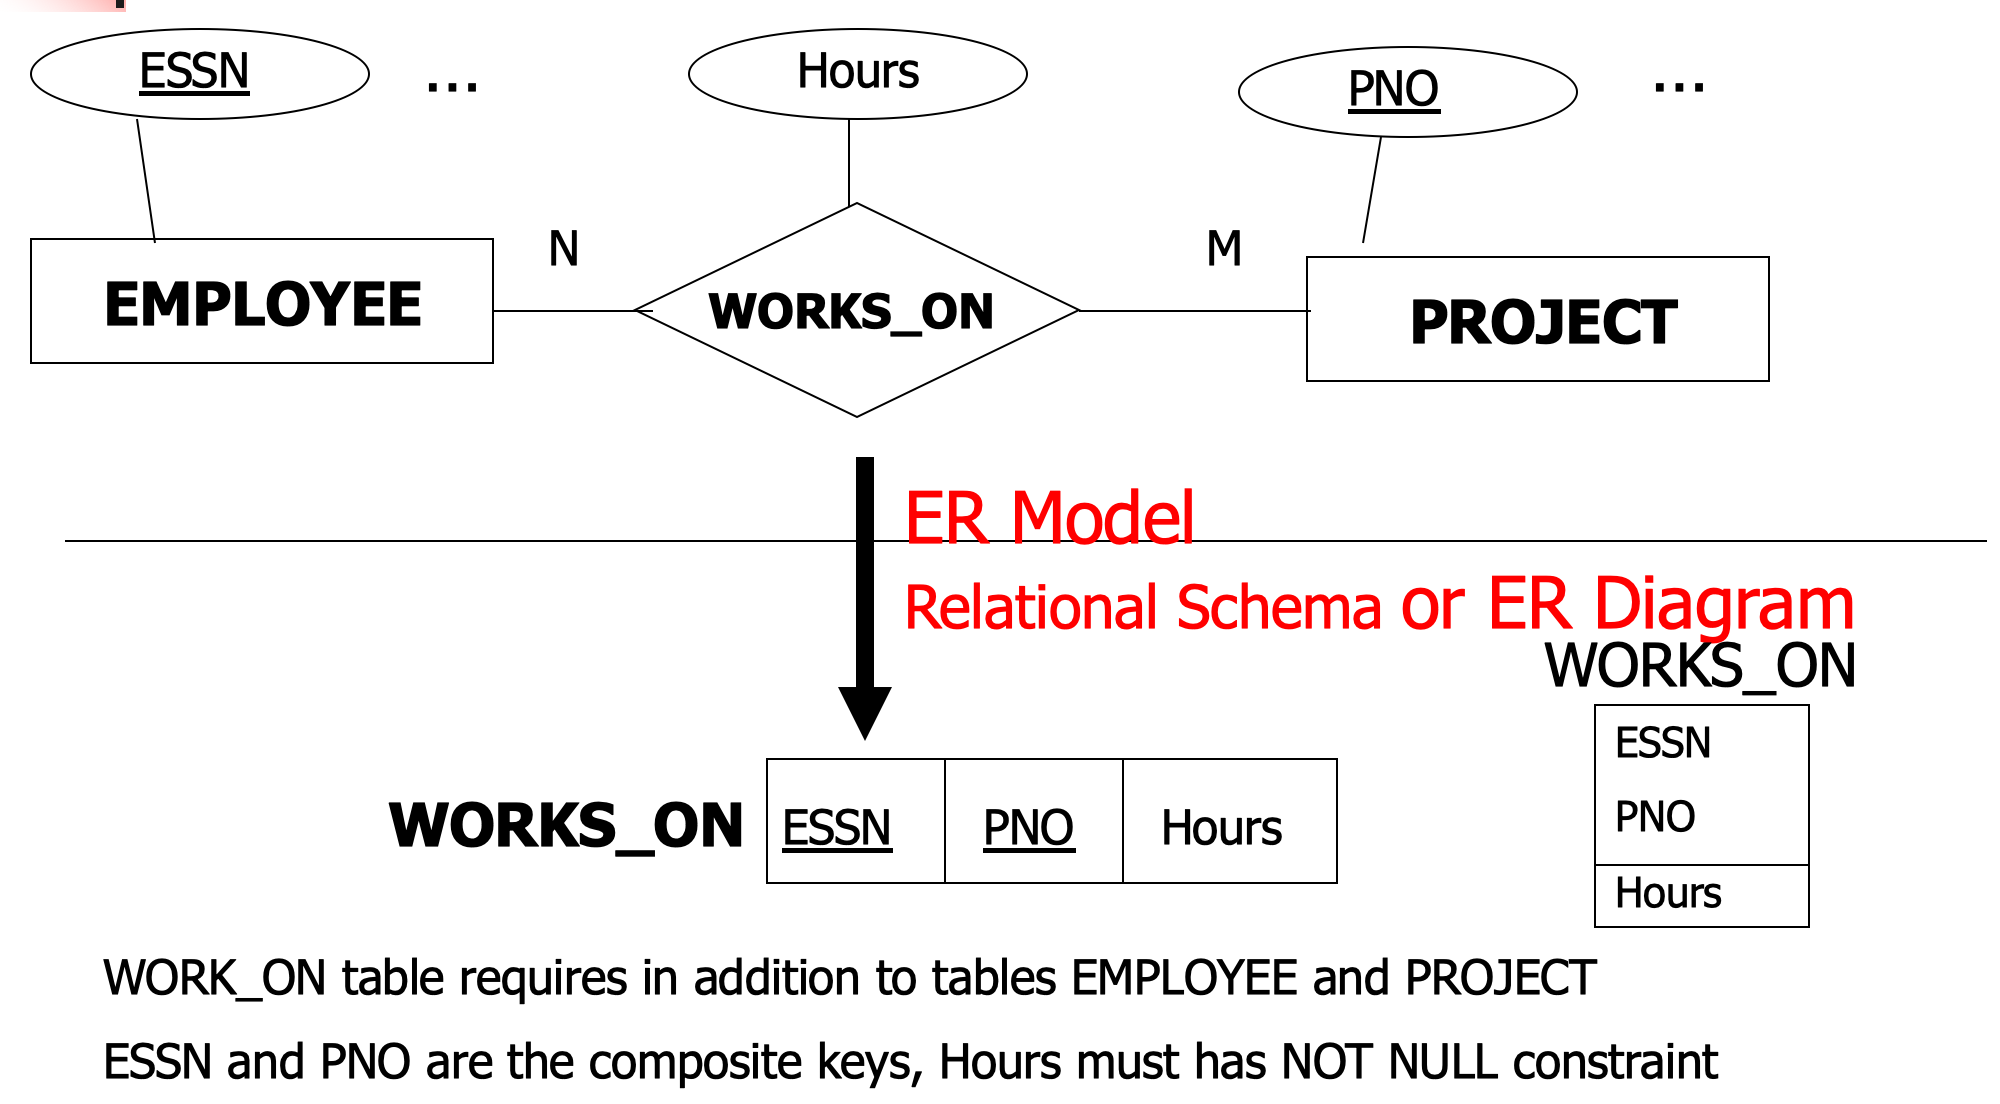 ESSN ... Hours PNO ...
N M
EMPLOYEE WORKS_ON PROJECT
ER Model
Relational Schema or ER Diagram
WORKS_ON
ESSN
PNO
Hours
WORKS_ON ESSN PNO Hours
WORK_ON table requires in addition to tables EMPLOYEE and PROJECT
ESSN and PNO are the composite keys, Hours must has NOT NULL constraint